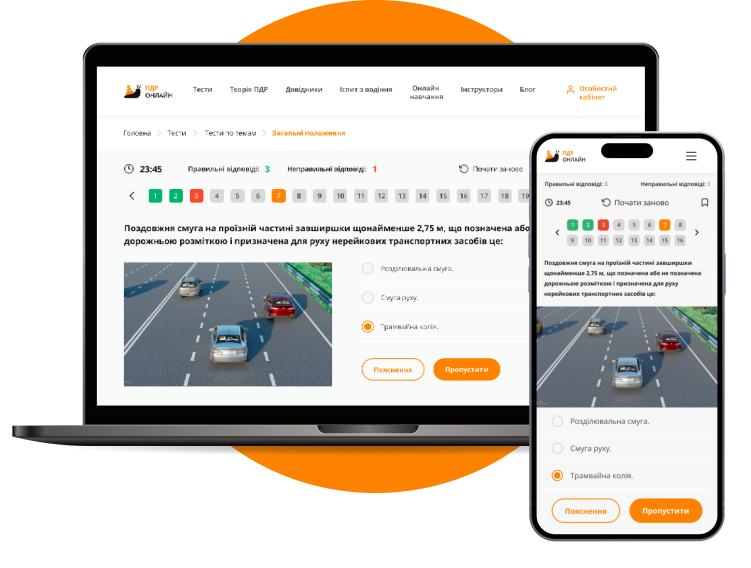 ПДР
ОНЛАЙН
Тести
Теорія ПДР
Довідники
Іспит з водіння
Онлайн
навчання
Інструктори
Блог
Особистий
кабінет
Головна > Тести > Тести по темам > Загальні положення
23:45
Правильні відповіді: 3
Неправильні відповіді: 1
Почати заново
1 2 3 4 5 6 7 8 9 10 11 12 13 14 15 16 17 18 19
Поздовжня смуга на проїзній частині завширшки щонайменше 2,75 м, що позначена або
дорожньою розміткою і призначена для руху нерейкових транспортних засобів це:
Розділювальна смуга.
Смуга руху.
Трамвайна колія.
Пояснення
Пропустити
ПДР
ОНЛАЙН
Правильні відповіді: 3
Неправильні відповіді: 1
23:45
Почати заново
1 2 3 4 5 6 7 8
9 10 11 12 13 14 15 16
Поздовжня смуга на проїзній частині завширшки
щонайменше 2,75 м, що позначена або не позначена
дорожньою розміткою і призначена для руху
нерейкових транспортних засобів це:
Розділювальна смуга.
Смуга руху.
Трамвайна колія.
Пояснення
Пропустити